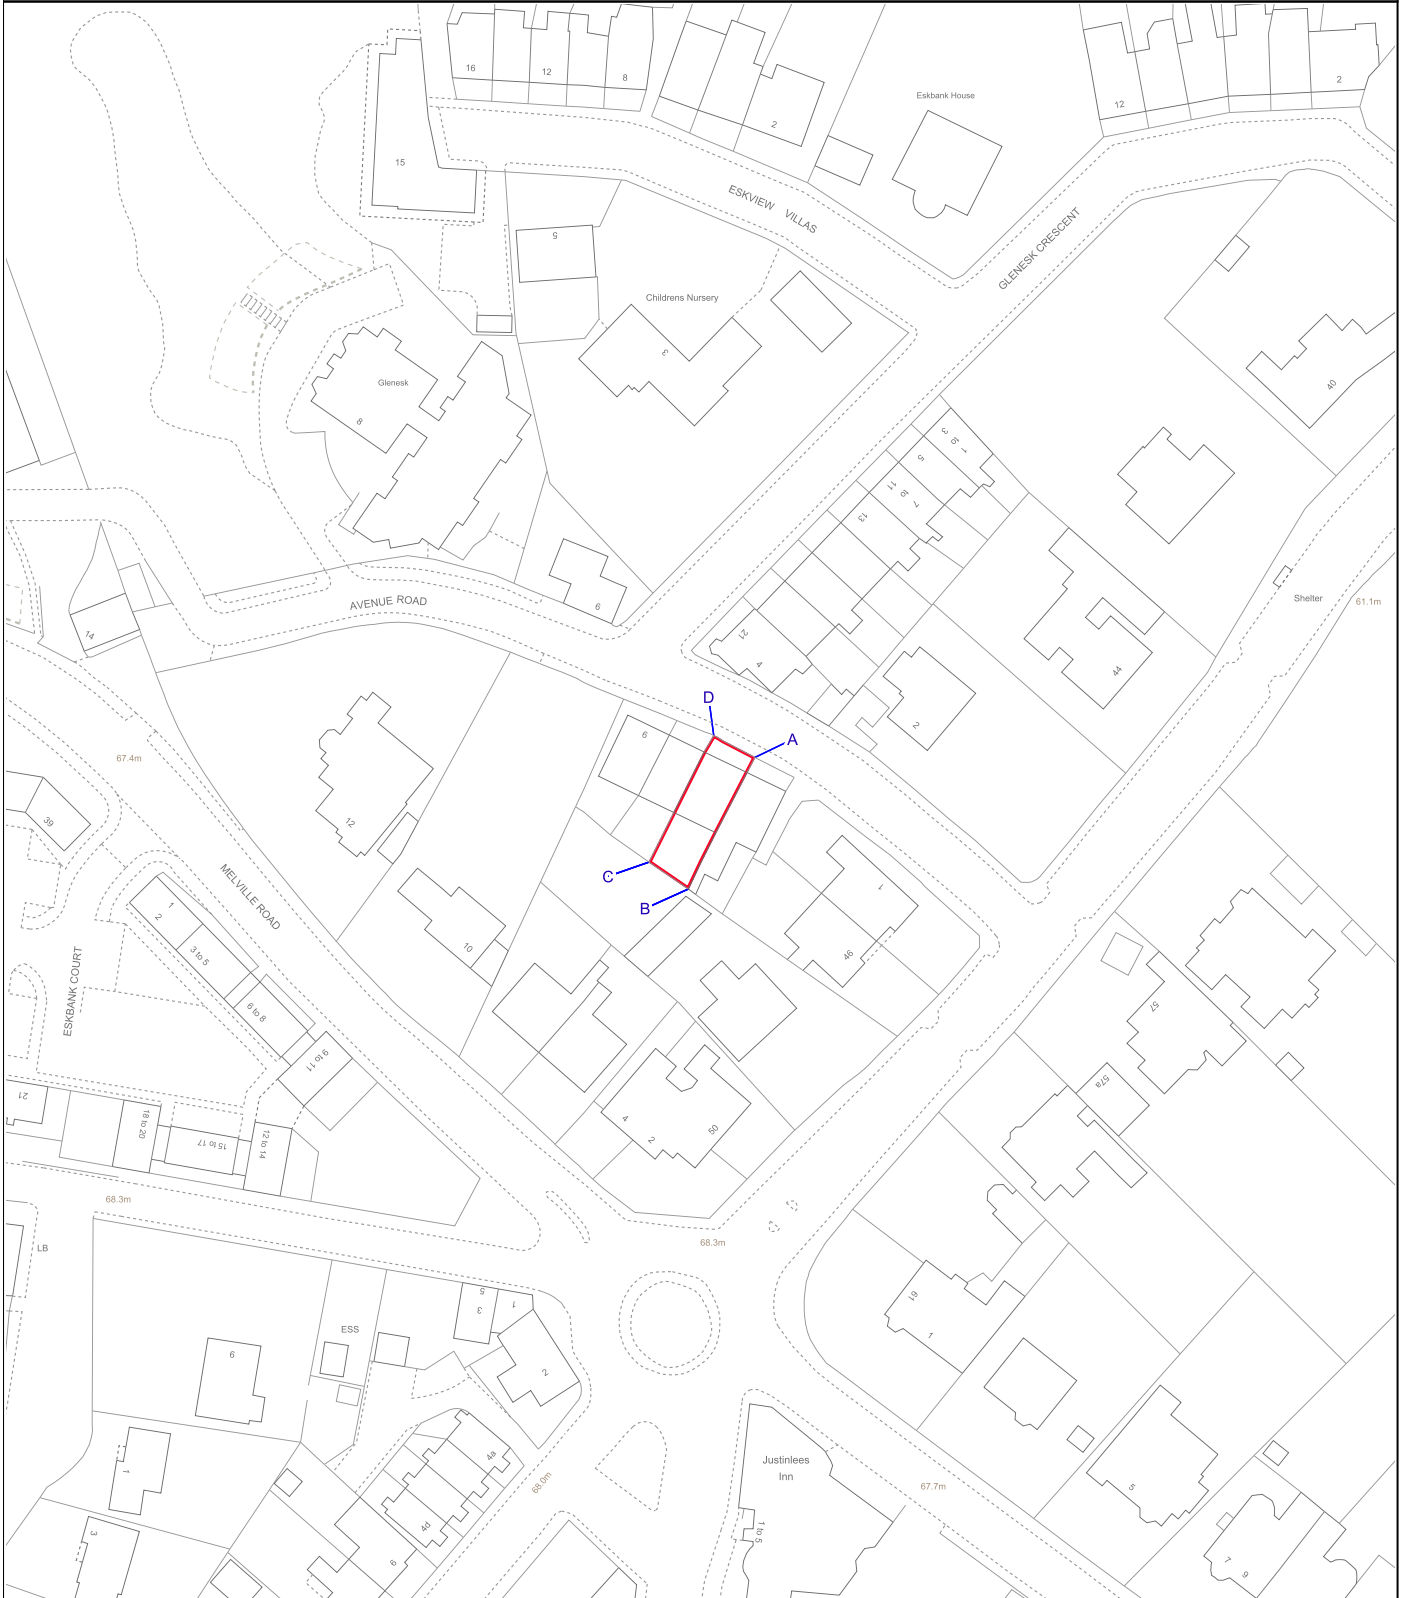 16
12
8
2
Eskbank House
12
2
15
ESKVIEW VILLAS
GLENESK CRESCENT
5
Childrens Nursery
3
40
Glenesk
8
1 to 3
5
7 to 11
13
AVENUE ROAD
6
Shelter
61.1m
14
21
4
44
2
D
A
6
67.4m
12
39
MELVILLE ROAD
C
B
1
46
10
1
2
3 to 5
6 to 8
ESKBANK COURT
57
9 to 11
57a
21
18 to 20
15 to 17
12 to 14
4
2
50
68.3m
LB
68.3m
61
1
5
3
1
ESS
6
2
4a
Justinlees
Inn
1
68.0m
67.7m
5
4d
3
6
1 to 5
7
9